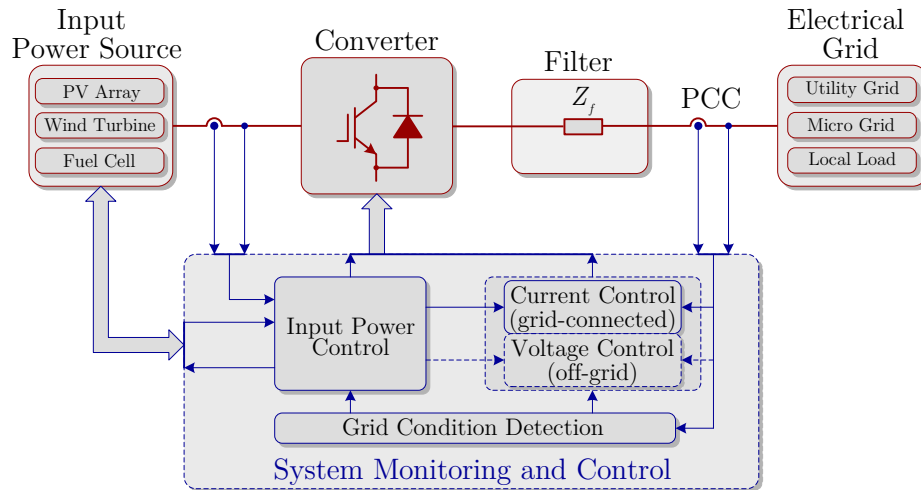 Input
Power Source
PV Array
Wind Turbine
Fuel Cell
Converter
Filter
Z_f
PCC
Electrical
Grid
Utility Grid
Micro Grid
Local Load
Input Power
Control
Current Control
(grid-connected)
Voltage Control
(off-grid)
Grid Condition Detection
System Monitoring and Control